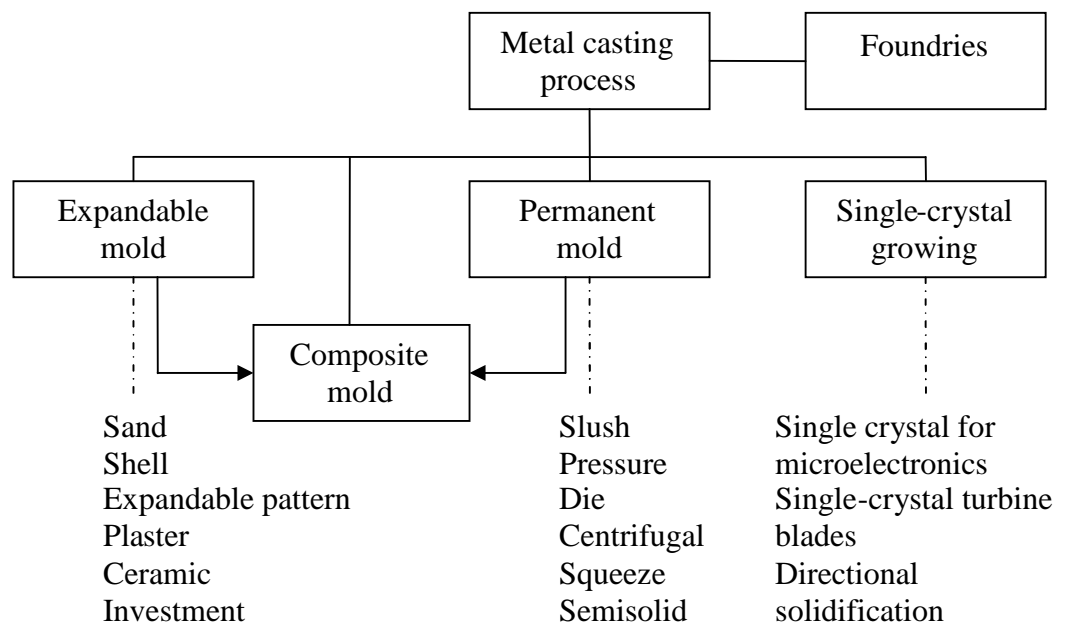 Metal casting
process
Foundries
Expandable
mold
Permanent
mold
Single-crystal
growing
Composite
mold
Sand
Shell
Expandable pattern
Plaster
Ceramic
Investment
Slush
Pressure
Die
Centrifugal
Squeeze
Semisolid
Single crystal for
microelectronics
Single-crystal turbine
blades
Directional
solidification